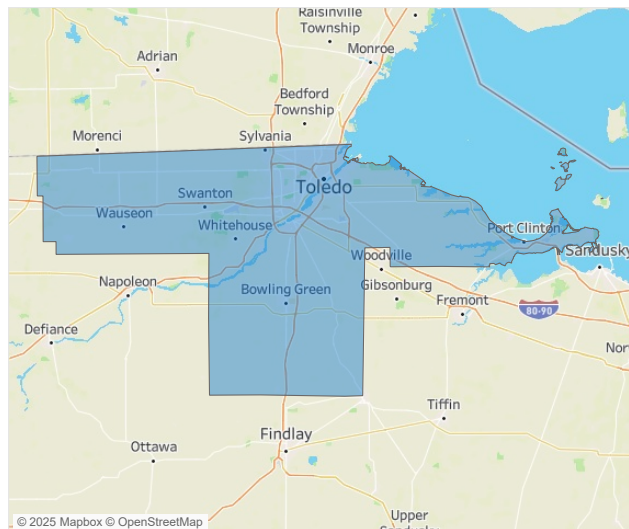 Raisinville
Township
Adrian
Monroe
Bedford
Township
Morenci
Sylvania
Toledo
Swanton
Wauseon
Whitehouse
Port Clinton
Woodville
Sandusky
Napoleon
Bowling Green
Gibsonburg
Fremont
80-90
Defiance
Nor
Tiffin
Findlay
Ottawa
Upper
© 2025 Mapbox © OpenStreetMap